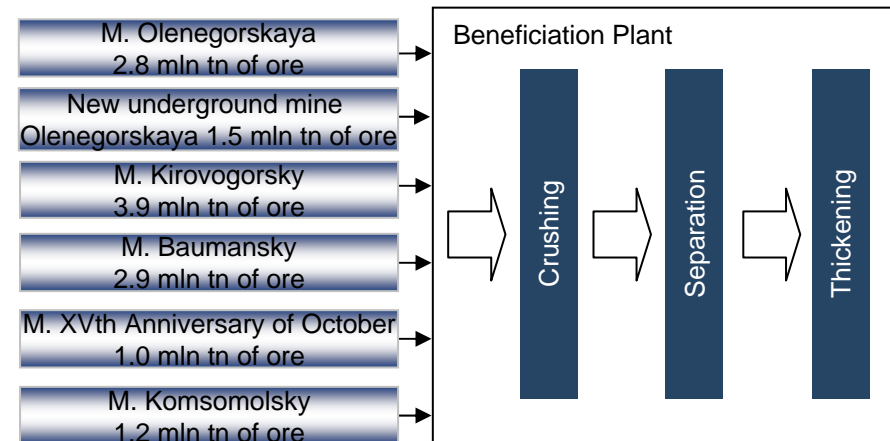 M. Olenegorskaya
2.8 mln tn of ore
New underground mine
Olenegorskaya 1.5 mln tn of ore
M. Kirovogorsky
3.9 mln tn of ore
M. Baumansky
2.9 mln tn of ore
M. XVth Anniversary of October
1.0 mln tn of ore
M. Komsomolsky
1.2 mln tn of ore
Beneficiation Plant
Crushing
Separation
Thickening